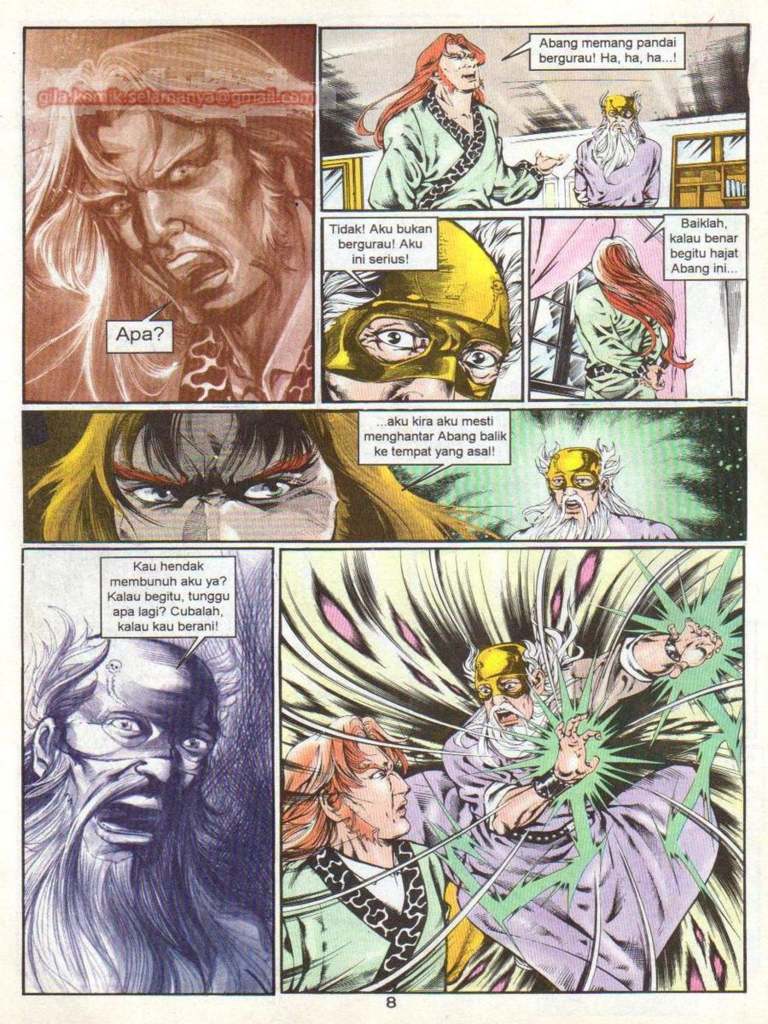 gila.komik.selamanya@gmail.com
Apa?
Abang memang pandai
bergurau! Ha, ha, ha...!
Tidak! Aku bukan
bergurau! Aku
ini serius!
Baiklah,
kalau benar
begitu hajat
Abang ini...
...aku kira aku mesti
menghantar Abang balik
ke tempat yang asal!
Kau hendak
membunuh aku ya?
Kalau begitu, tunggu
apa lagi? Cubalah,
kalau kau berani!
8